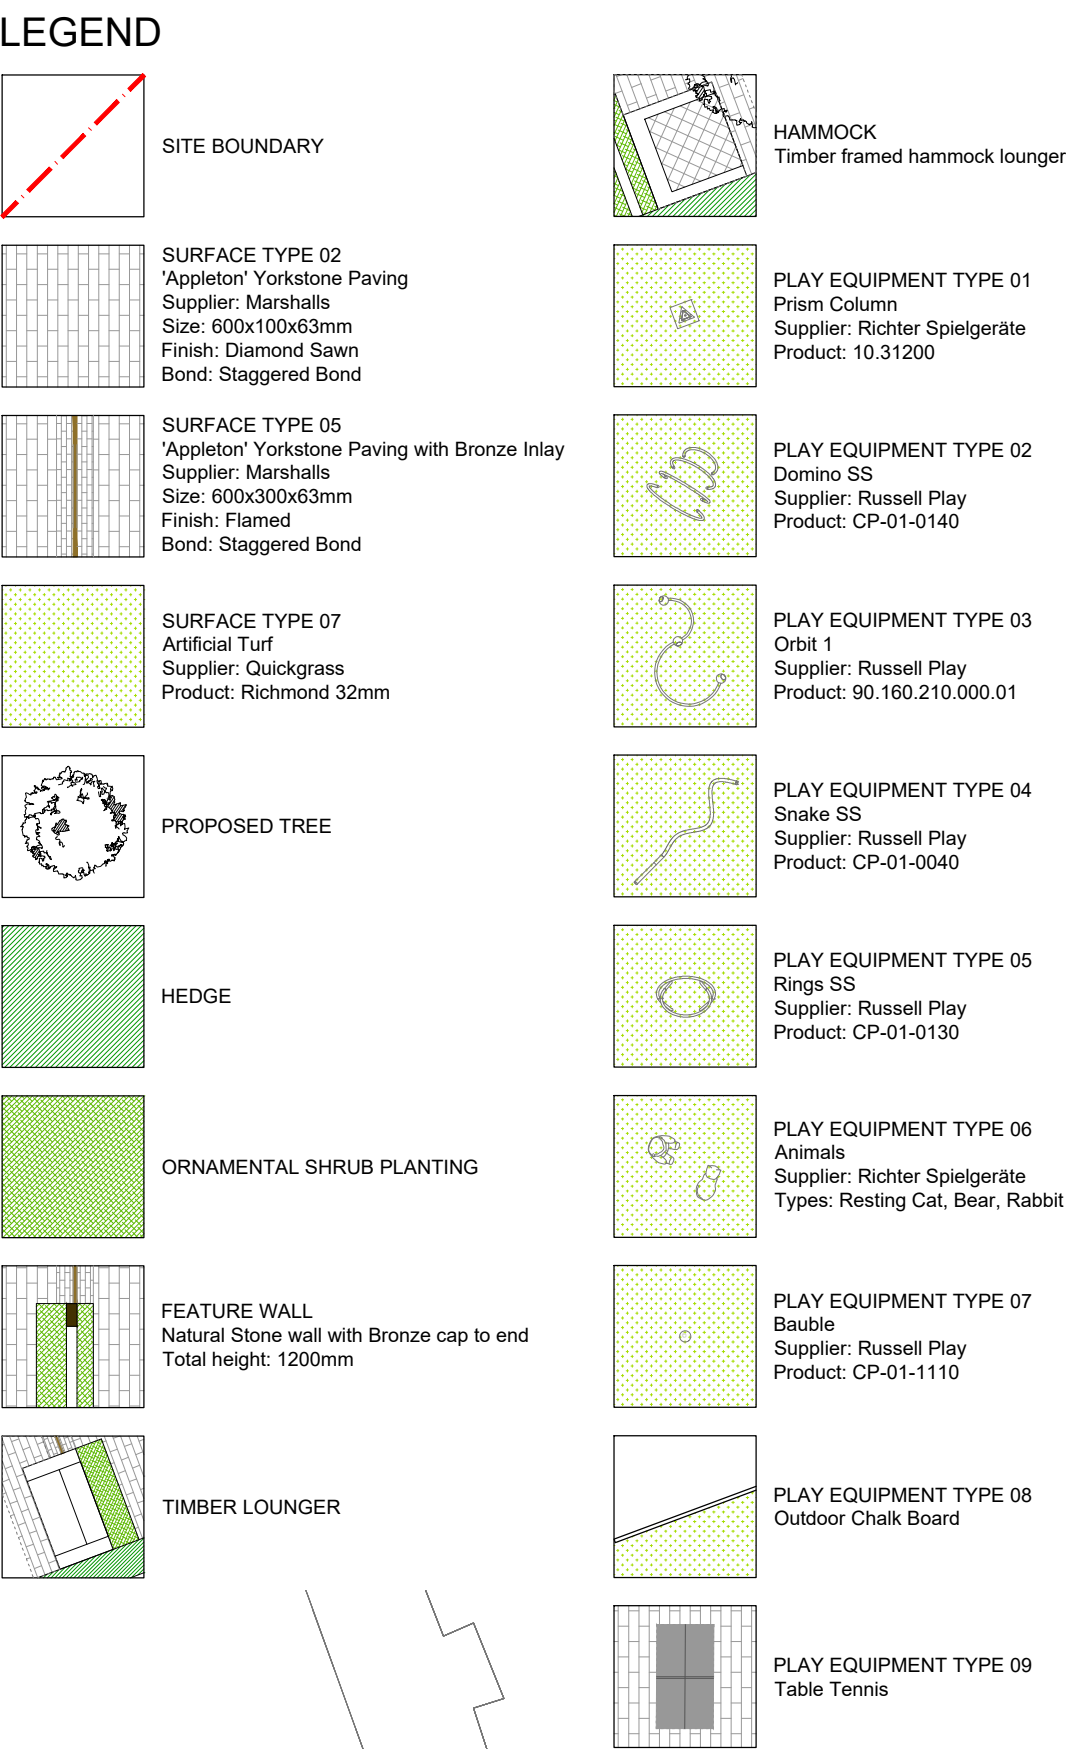 LEGEND
SITE BOUNDARY
SURFACE TYPE 02
'Appleton' Yorkstone Paving
Supplier: Marshalls
Size: 600x100x63mm
Finish: Diamond Sawn
Bond: Staggered Bond
SURFACE TYPE 05
'Appleton' Yorkstone Paving with Bronze Inlay
Supplier: Marshalls
Size: 600x300x63mm
Finish: Flamed
Bond: Staggered Bond
SURFACE TYPE 07
Artificial Turf
Supplier: Quickgrass
Product: Richmond 32mm
PROPOSED TREE
HEDGE
ORNAMENTAL SHRUB PLANTING
FEATURE WALL
Natural Stone wall with Bronze cap to end
Total height: 1200mm
TIMBER LOUNGER
HAMMOCK
Timber framed hammock lounger
PLAY EQUIPMENT TYPE 01
Prism Column
Supplier: Richter Spielgeräte
Product: 10.31200
PLAY EQUIPMENT TYPE 02
Domino SS
Supplier: Russell Play
Product: CP-01-0140
PLAY EQUIPMENT TYPE 03
Orbit 1
Supplier: Russell Play
Product: 90.160.210.000.01
PLAY EQUIPMENT TYPE 04
Snake SS
Supplier: Russell Play
Product: CP-01-0040
PLAY EQUIPMENT TYPE 05
Rings SS
Supplier: Russell Play
Product: CP-01-0130
PLAY EQUIPMENT TYPE 06
Animals
Supplier: Richter Spielgeräte
Types: Resting Cat, Bear, Rabbit
PLAY EQUIPMENT TYPE 07
Bauble
Supplier: Russell Play
Product: CP-01-1110
PLAY EQUIPMENT TYPE 08
Outdoor Chalk Board
PLAY EQUIPMENT TYPE 09
Table Tennis